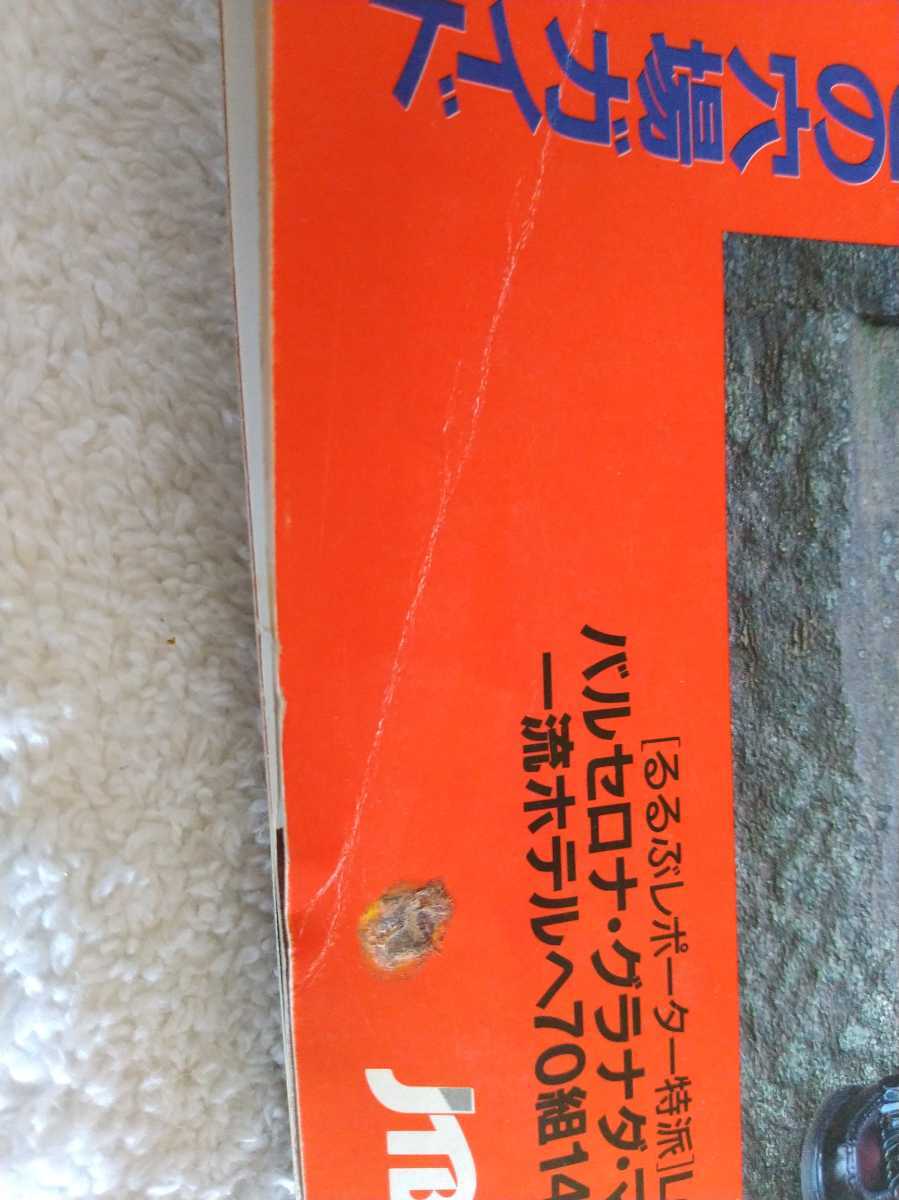 の穴場ガイド
[るるぶレポーター特派]
バルセロナ・グラナダ・
一流ホテルへ70組14
JTB